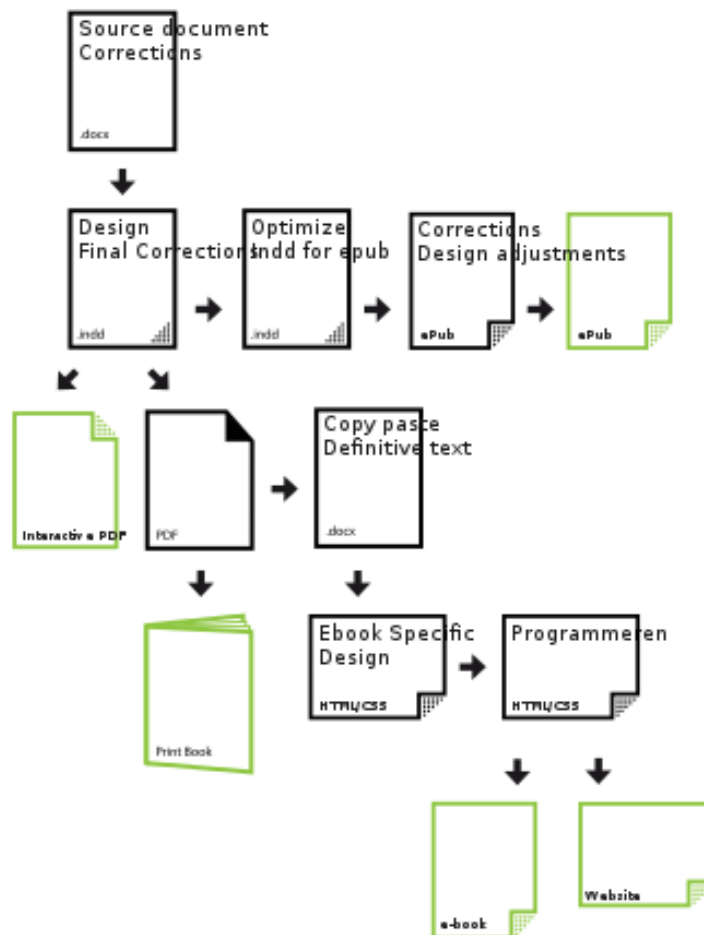 Source document
Corrections
.docx
Design
Final Corrections
.indd
Optimize
Indd for epub
.indd
Corrections
Design adjustments
ePub
ePub
Interactive PDF
PDF
Copy paste
Definitive text
.docx
Print Book
Ebook Specific
Design
HTML/CSS
Programmeren
HTML/CSS
e-book
Website